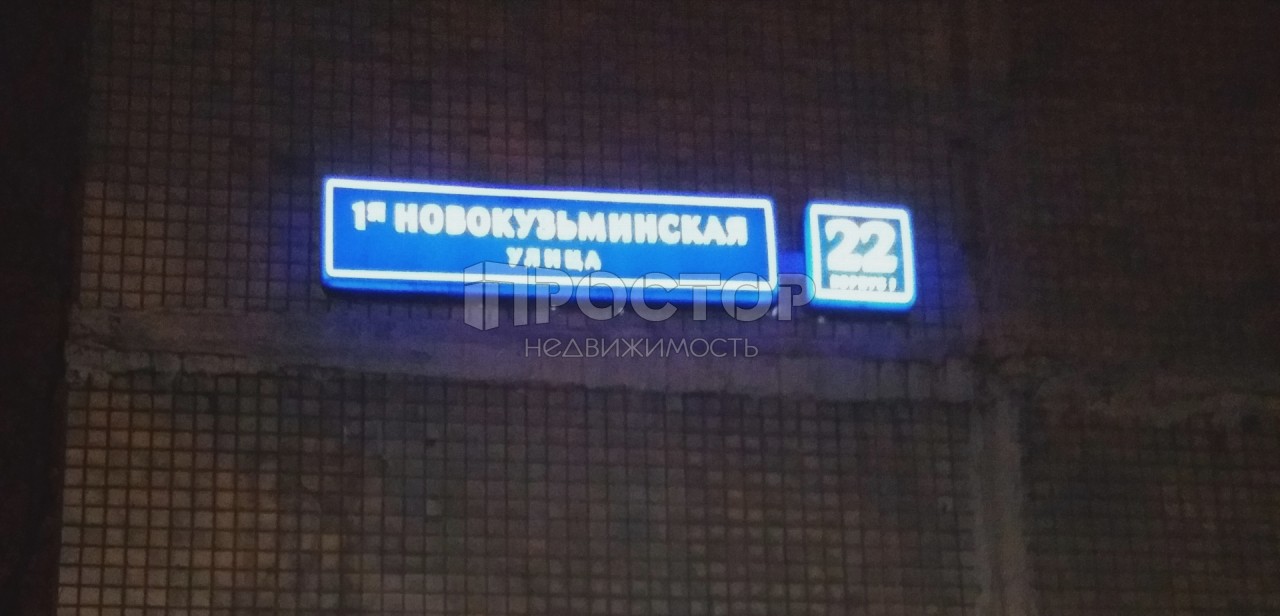 1я НОВОКУЗЬМИНСКАЯ
УЛИЦА
22
ПРОСТОР
НЕДВИЖИМОСТЬ